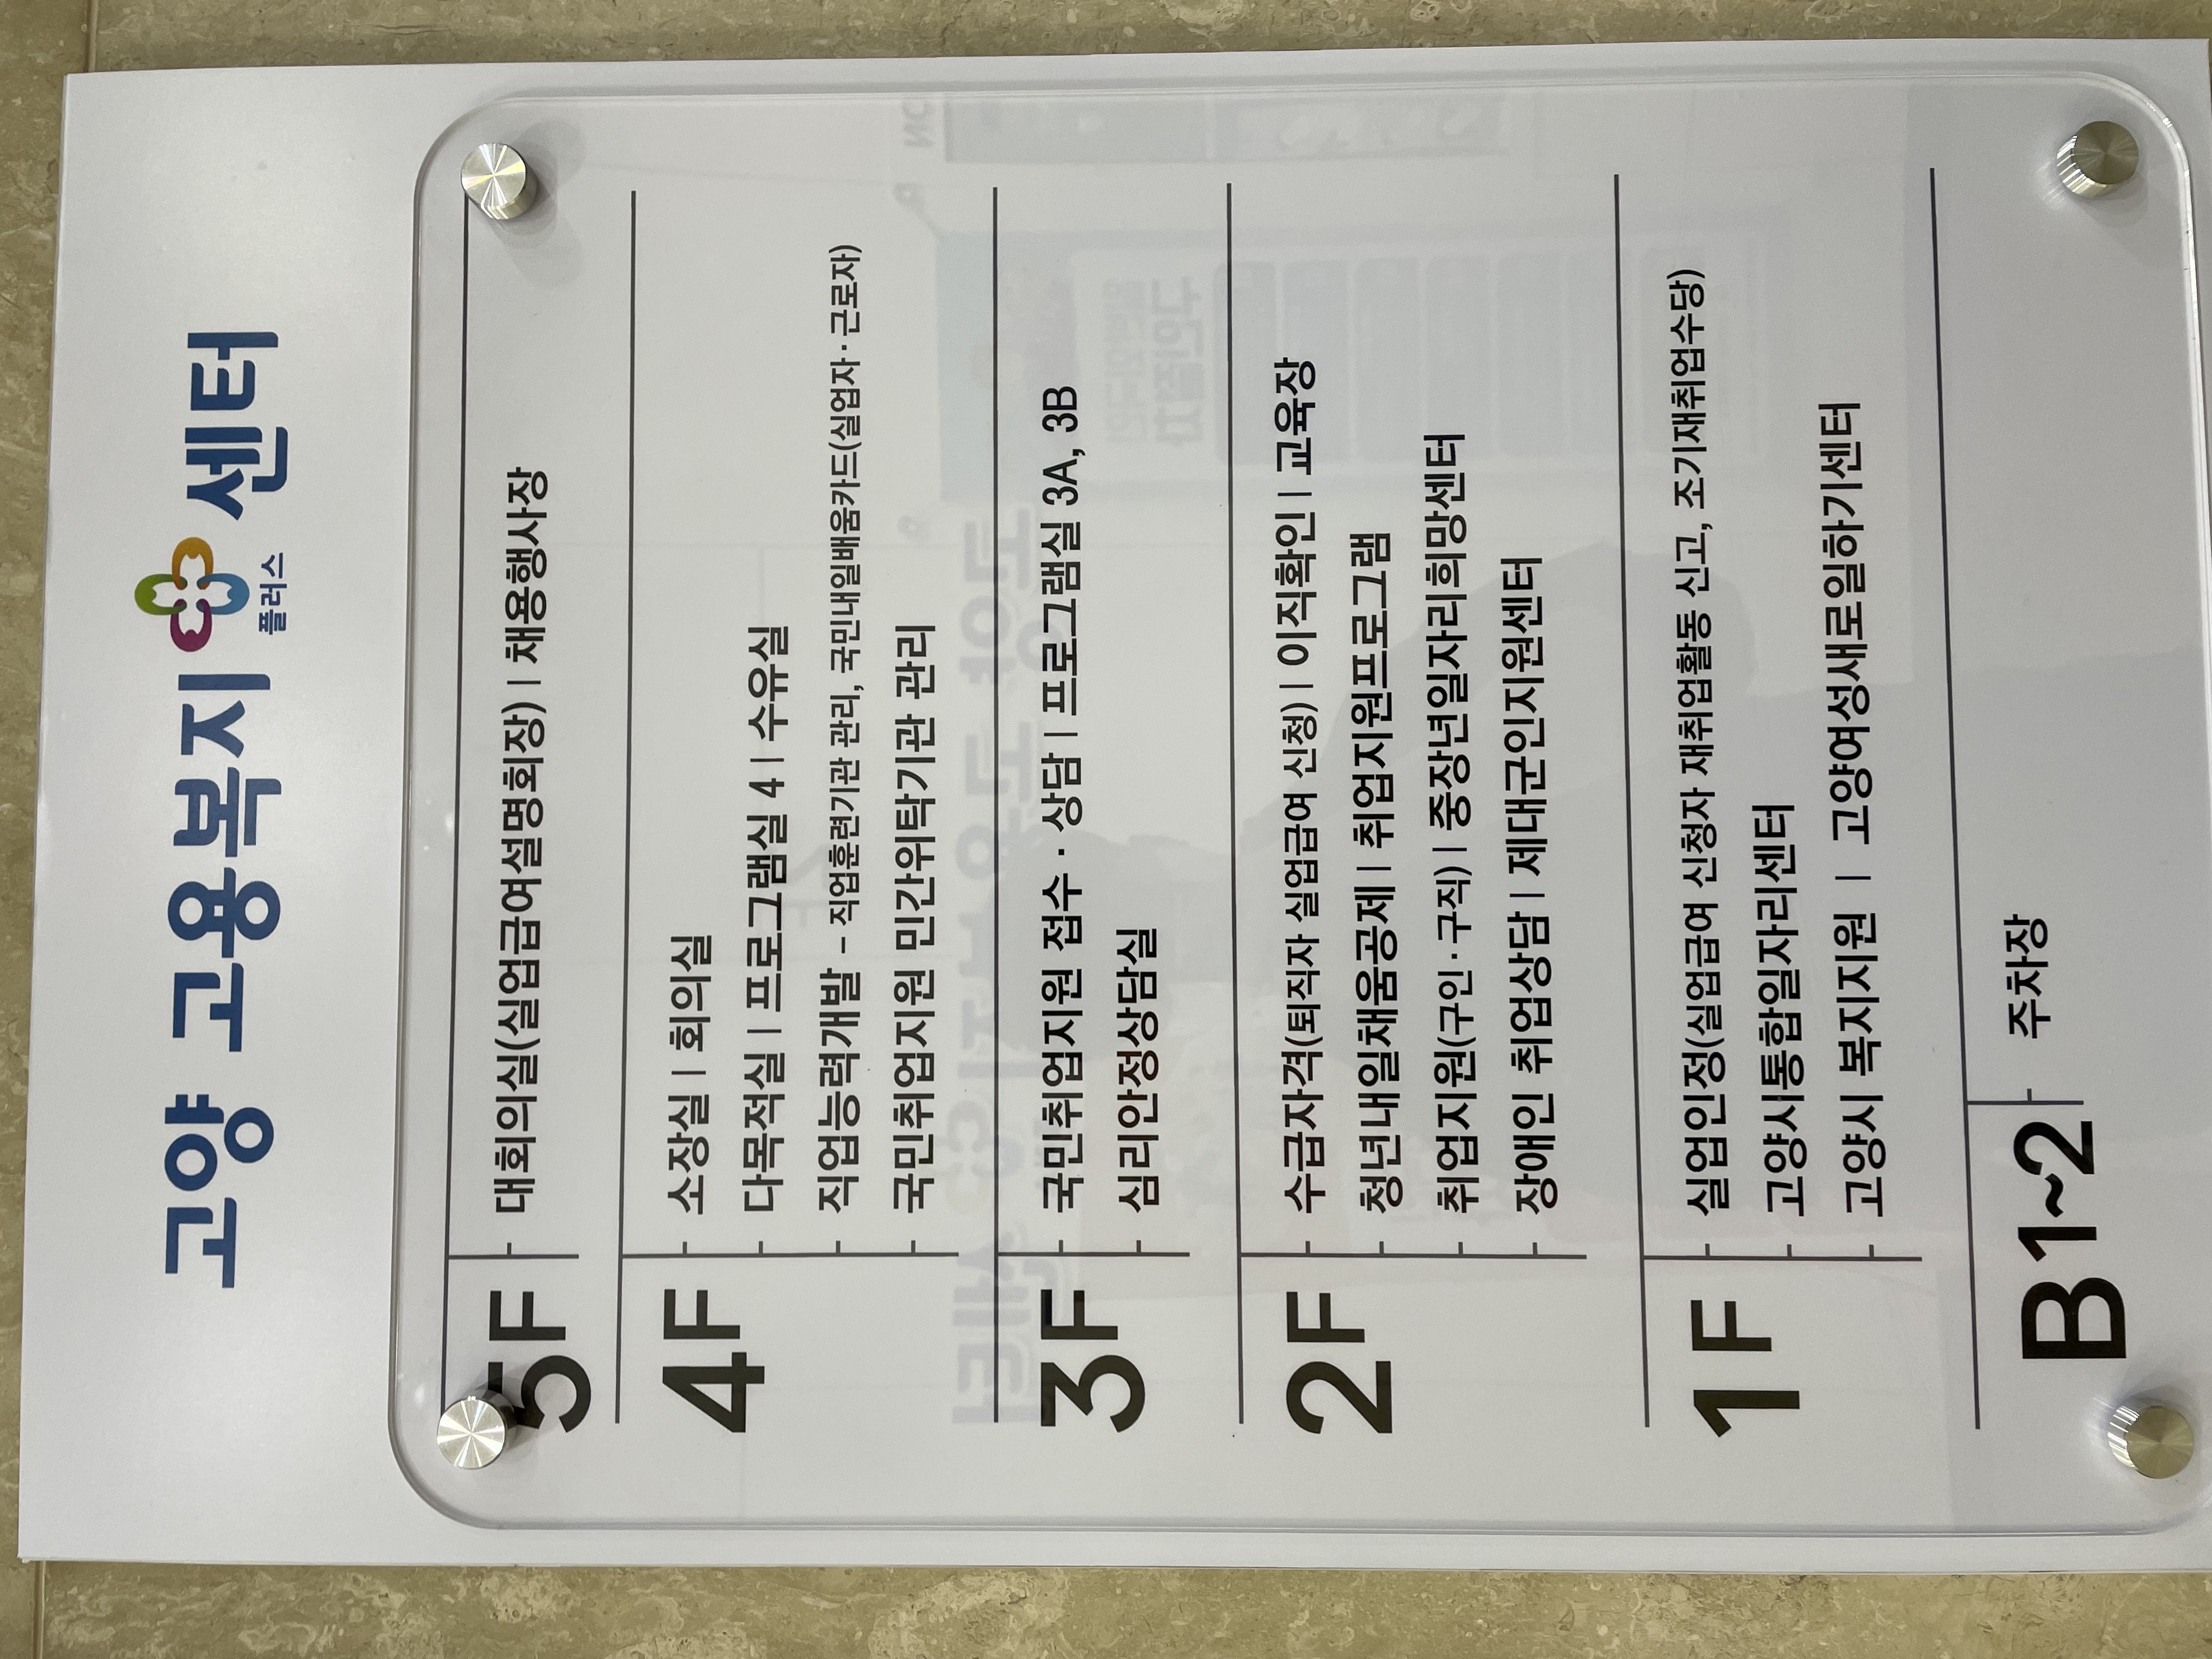 고양 고용복지플러스센터
5F 대회의실(실업급여설명회장) | 채용행사장
4F 소장실 | 회의실
다목적실 | 프로그램실 4 | 수유실
직업능력개발 - 직업훈련기관 관리, 국민내일배움카드(실업자·근로자)
국민취업지원 민간위탁기관 관리
3F 국민취업지원 접수 · 상담 | 프로그램실 3A, 3B
심리안정상담실
2F 수급자격(퇴직자 실업급여 신청) | 이직확인 | 교육장
청년내일채움공제 | 취업지원프로그램
취업지원(구인·구직) | 중장년일자리희망센터
장애인 취업상담 | 제대군인지원센터
1F 실업인정(실업급여 신청자 재취업활동 신고, 조기재취업수당)
고양시통합일자리센터
고양시 복지지원 | 고양여성새로일하기센터
B1~2 주차장